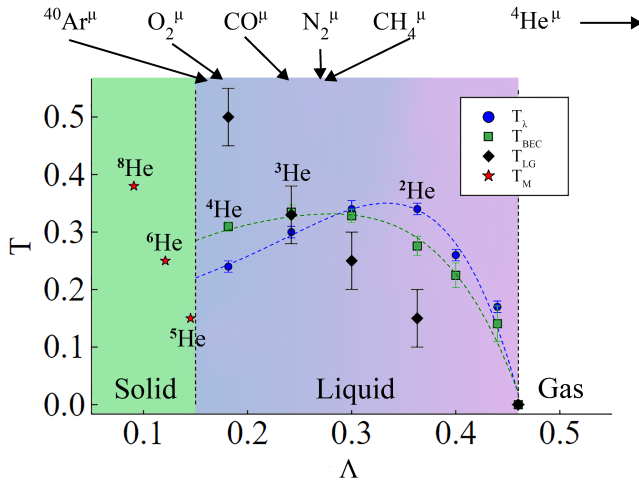 ⁴⁰Ar^μ O₂^μ CO^μ N₂^μ CH₄^μ ⁴He^μ
T_λ
T_BEC
T_LG
T_M
0.5
0.4
0.3
0.2
0.1
0.0
T
⁸He
³He
²He
⁴He
⁶He
⁵He
Solid Liquid Gas
0.1 0.2 0.3 0.4 0.5
Λ